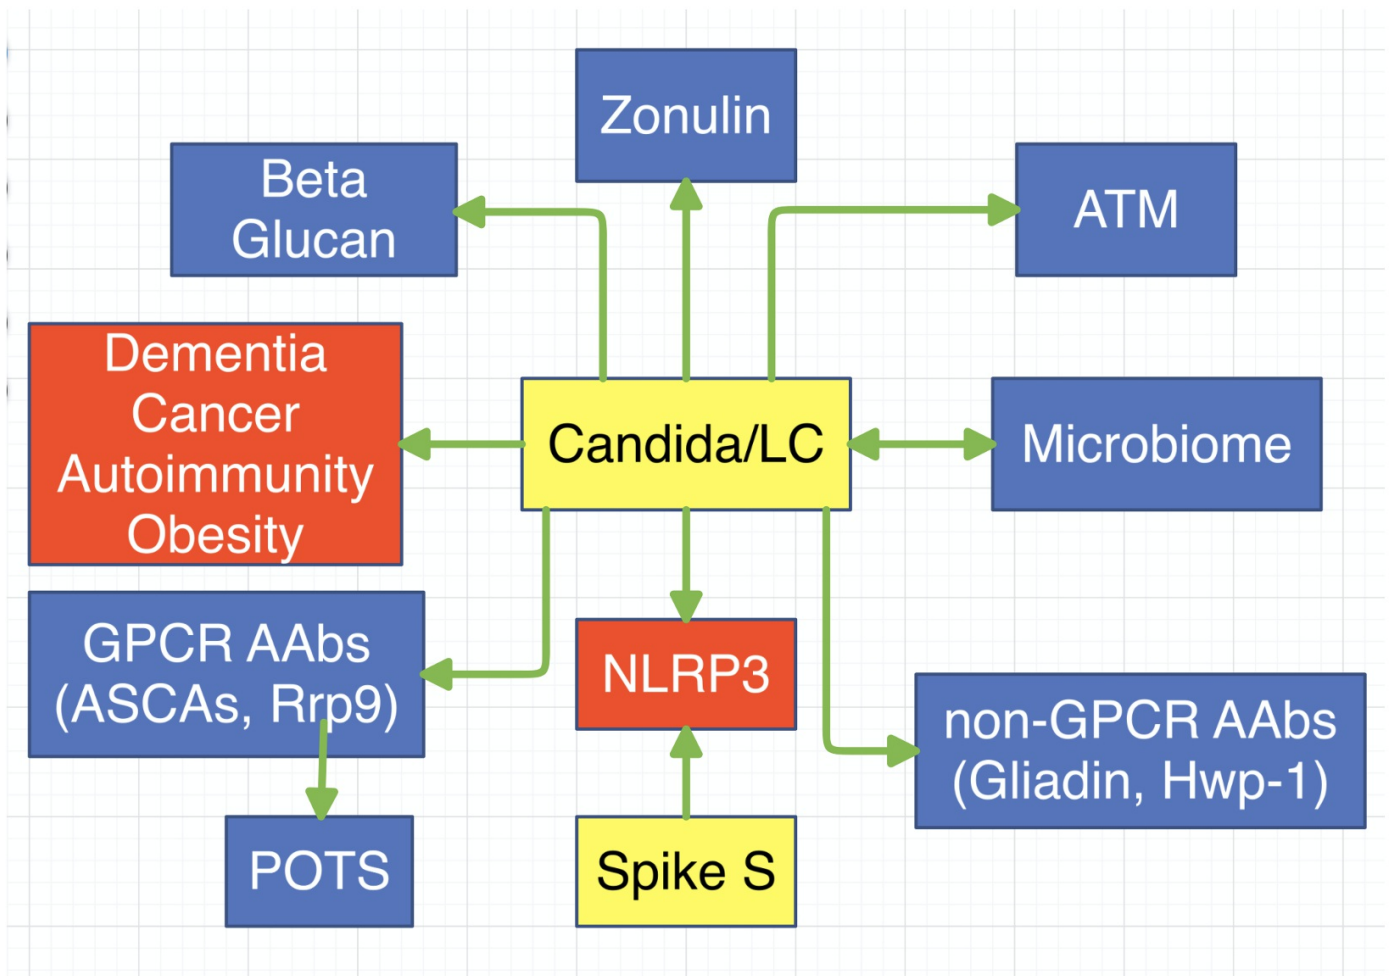 Zonulin
Beta
Glucan
ATM
Dementia
Cancer
Autoimmunity
Obesity
Candida/LC
Microbiome
GPCR AAbs
(ASCAs, Rrp9)
NLRP3
non-GPCR AAbs
(Gliadin, Hwp-1)
POTS
Spike S